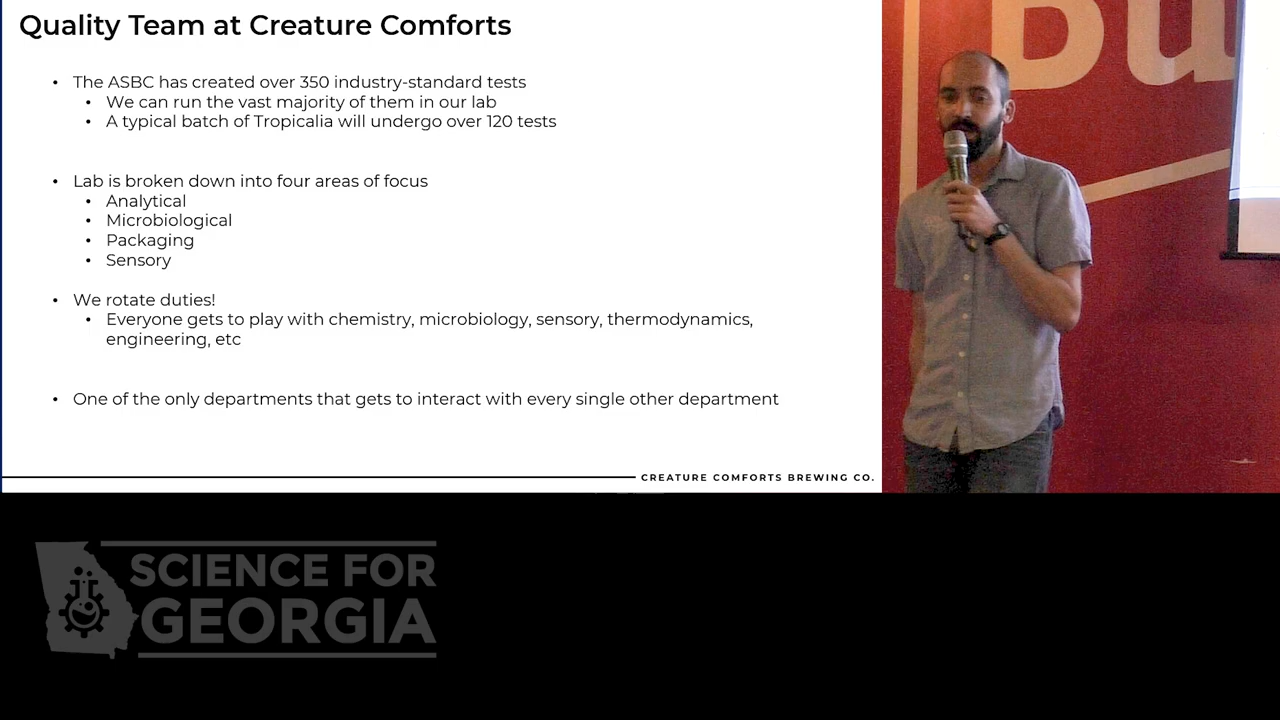 Quality Team at Creature Comforts
• The ASBC has created over 350 industry-standard tests
• We can run the vast majority of them in our lab
• A typical batch of Tropicalia will undergo over 120 tests
• Lab is broken down into four areas of focus
• Analytical
• Microbiological
• Packaging
• Sensory
• We rotate duties!
• Everyone gets to play with chemistry, microbiology, sensory, thermodynamics,
engineering, etc
• One of the only departments that gets to interact with every single other department
CREATURE COMFORTS BREWING CO.
Bu
SCIENCE FOR
GEORGIA